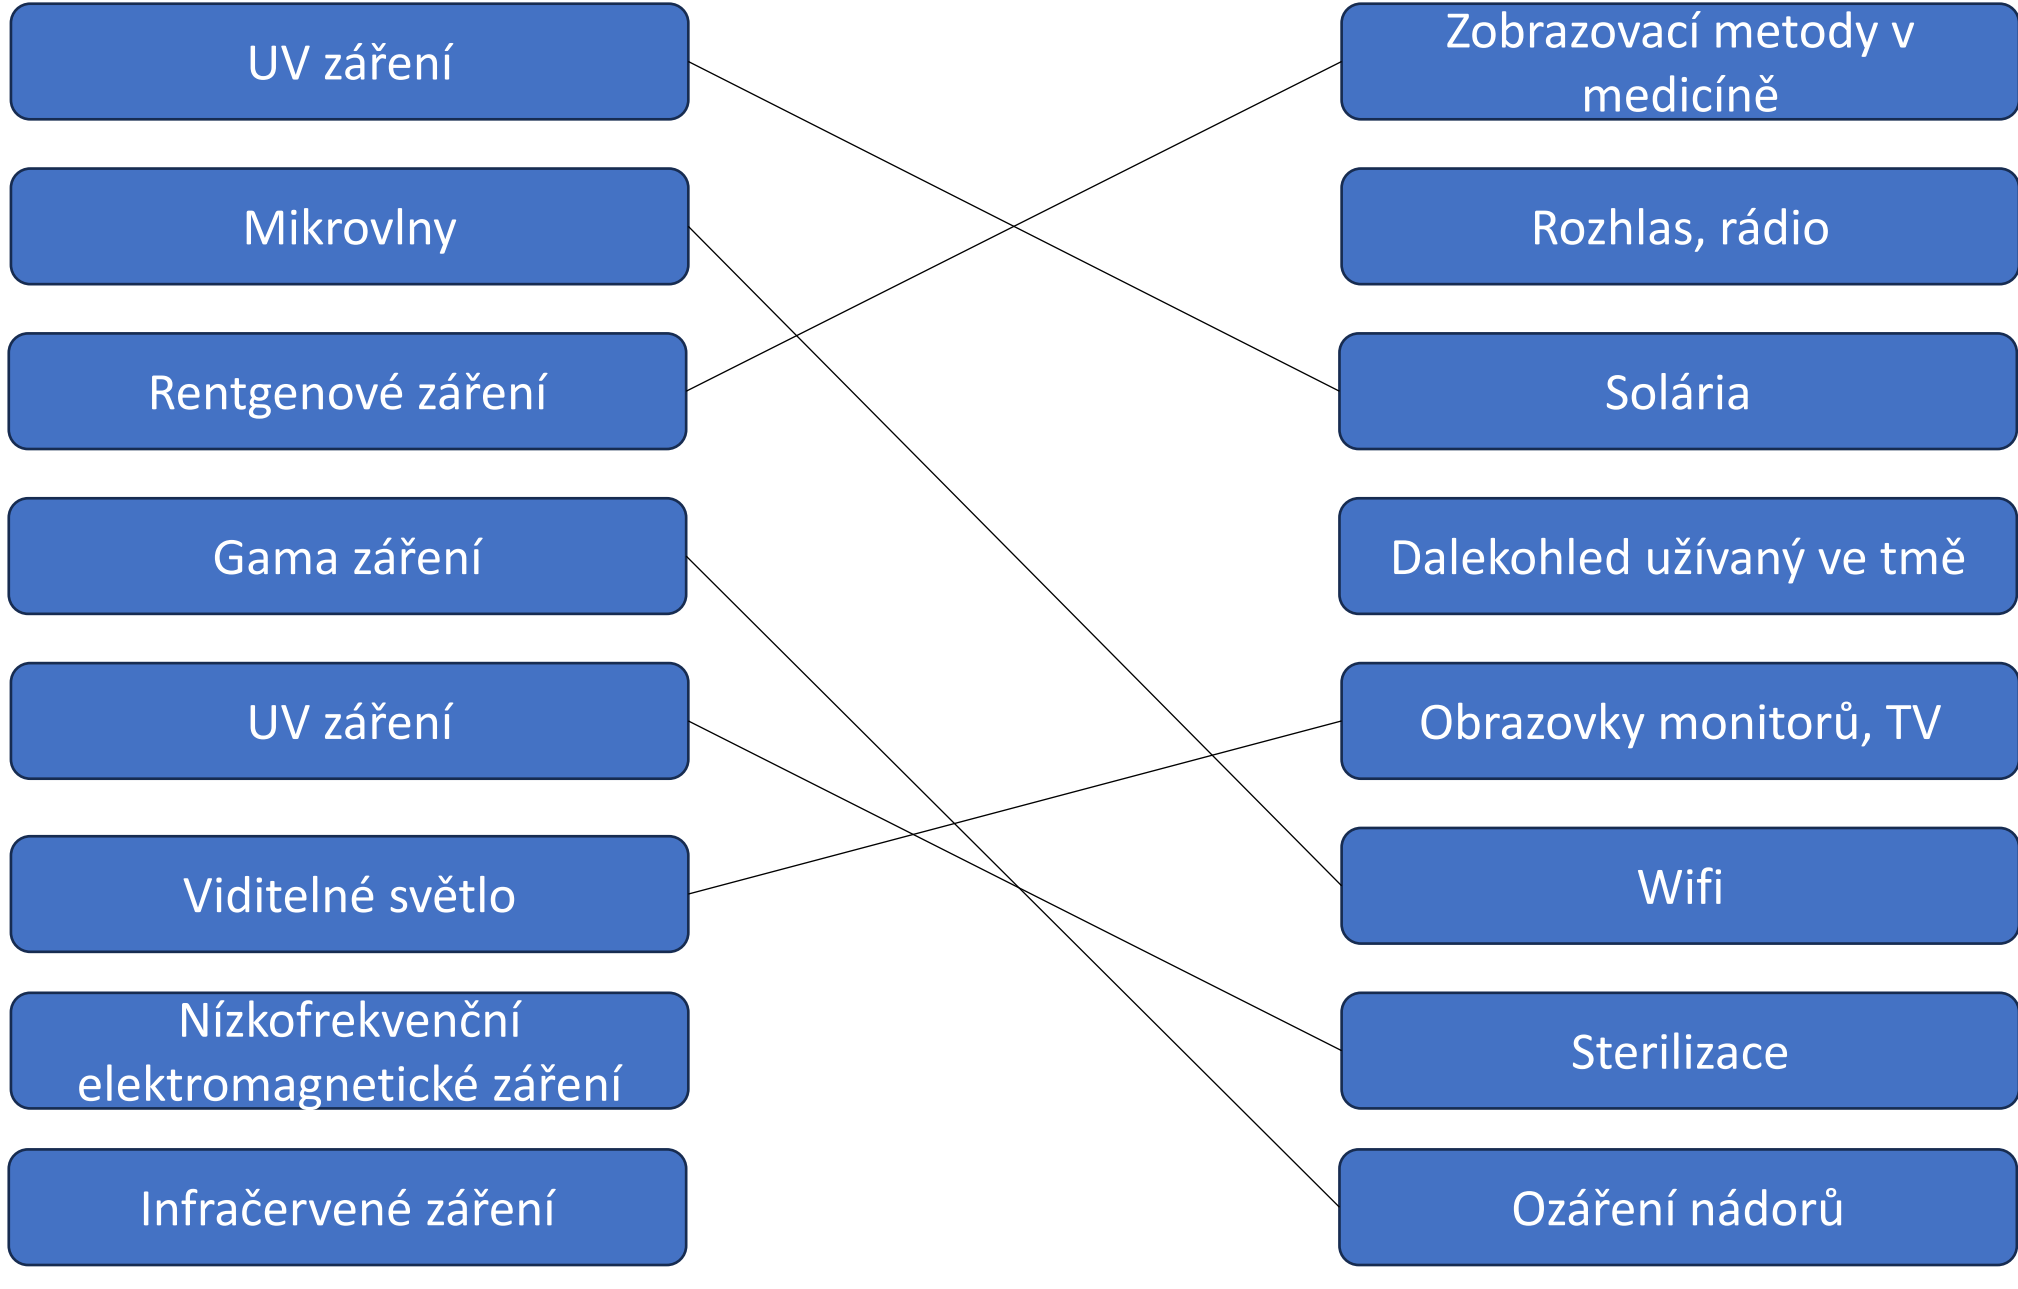 UV záření
Mikrovlny
Rentgenové záření
Gama záření
UV záření
Viditelné světlo
Nízkofrekvenční
elektromagnetické záření
Infračervené záření
Zobrazovací metody v
medicíně
Rozhlas, rádio
Solária
Dalekohled užívaný ve tmě
Obrazovky monitorů, TV
Wifi
Sterilizace
Ozáření nádorů